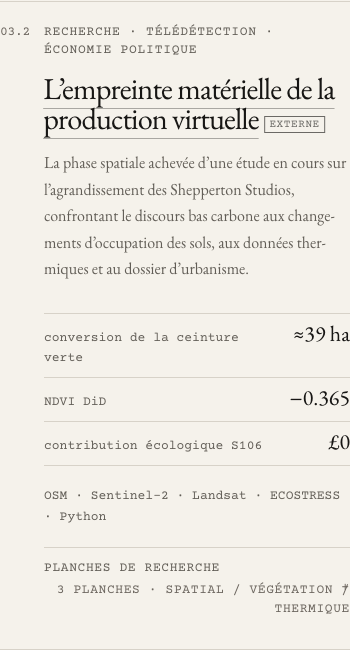 03.2 RECHERCHE · TÉLÉDÉTECTION ·
ÉCONOMIE POLITIQUE
L’empreinte matérielle de la
production virtuelle EXTERNE
La phase spatiale achevée d’une étude en cours sur
l’agrandissement des Shepperton Studios,
confrontant le discours bas carbone aux change-
ments d’occupation des sols, aux données ther-
miques et au dossier d’urbanisme.
conversion de la ceinture
verte
≈39 ha
NDVI DiD −0.365
contribution écologique S106 £0
OSM · Sentinel-2 · Landsat · ECOSTRESS
· Python
PLANCHES DE RECHERCHE
3 PLANCHES · SPATIAL / VÉGÉTATION /
THERMIQUE